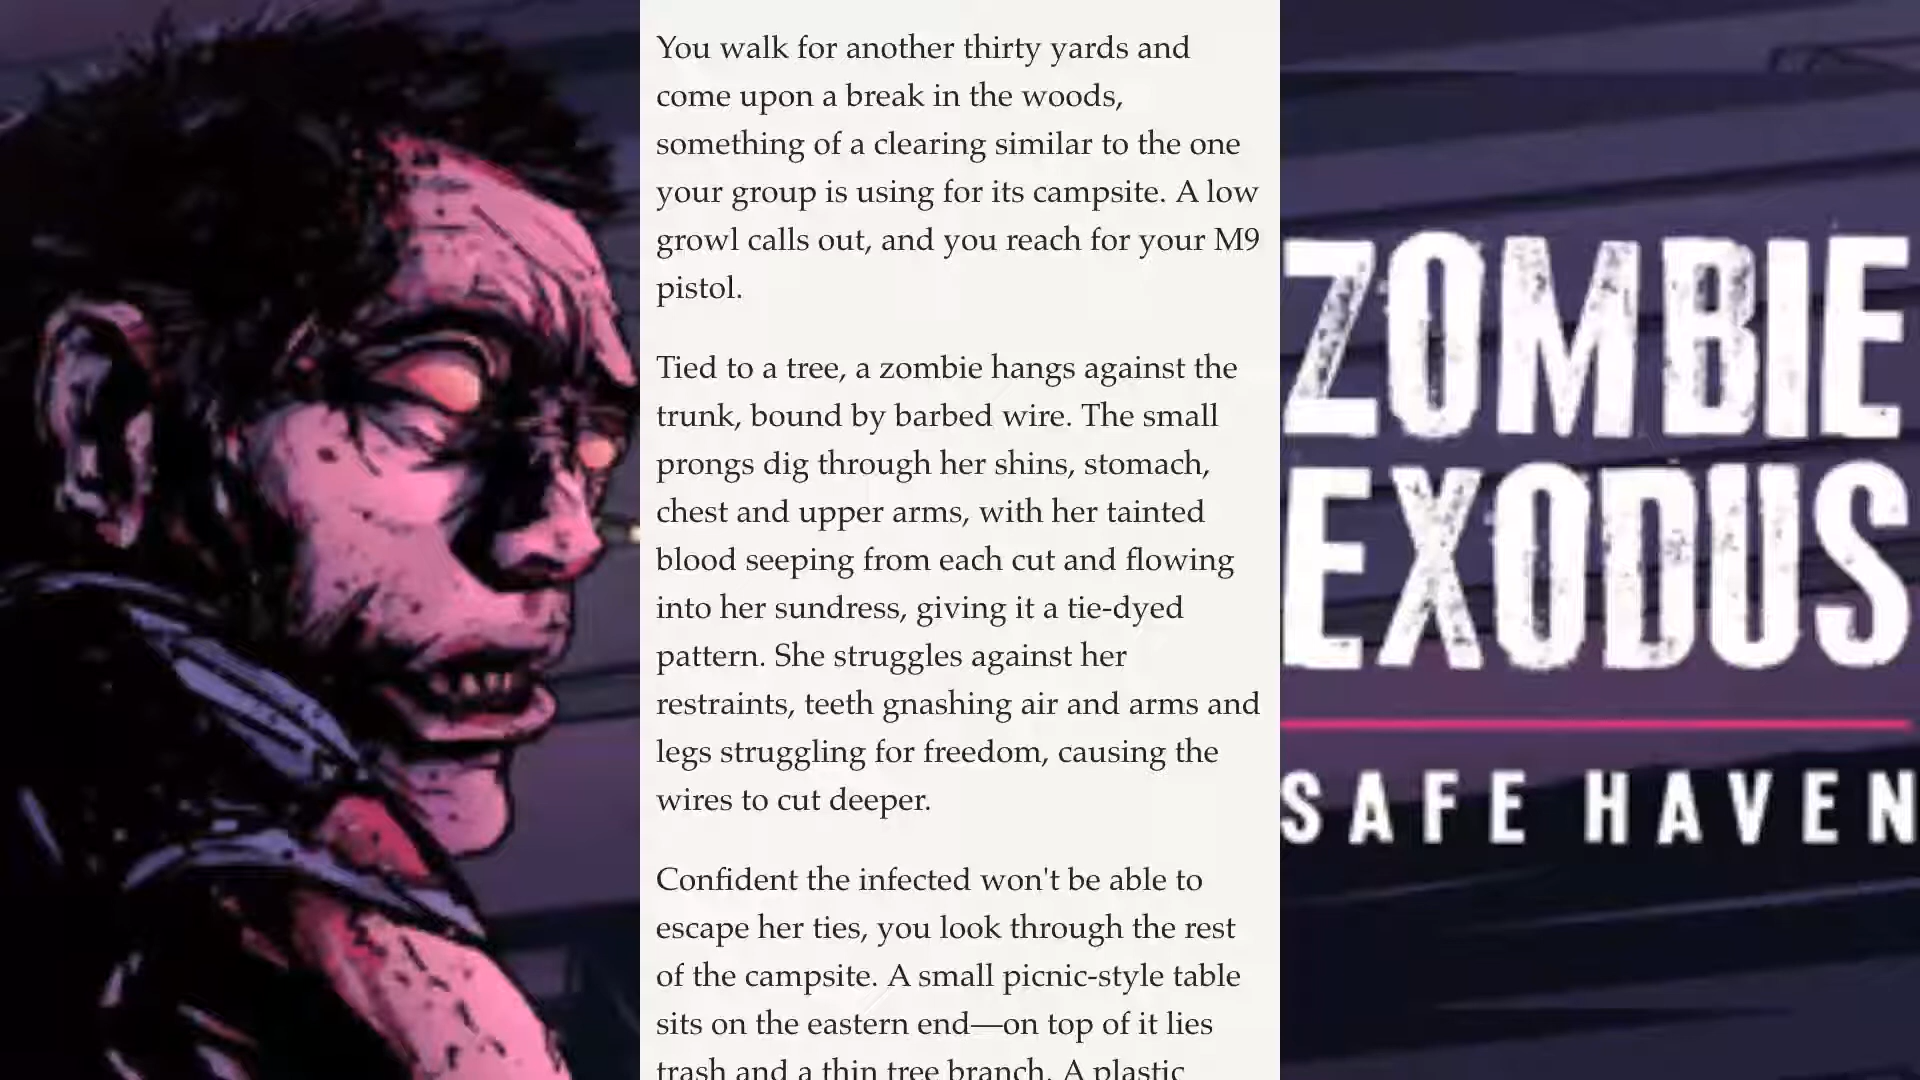 You walk for another thirty yards and
come upon a break in the woods,
something of a clearing similar to the one
your group is using for its campsite. A low
growl calls out, and you reach for your M9
pistol.
Tied to a tree, a zombie hangs against the
trunk, bound by barbed wire. The small
prongs dig through her shins, stomach,
chest and upper arms, with her tainted
blood seeping from each cut and flowing
into her sundress, giving it a tie-dyed
pattern. She struggles against her
restraints, teeth gnashing air and arms and
legs struggling for freedom, causing the
wires to cut deeper.
Confident the infected won't be able to
escape her ties, you look through the rest
of the campsite. A small picnic-style table
sits on the eastern end—on top of it lies
trash and a thin tree branch. A plastic
ZOMBIE
EXODUS
SAFE HAVEN